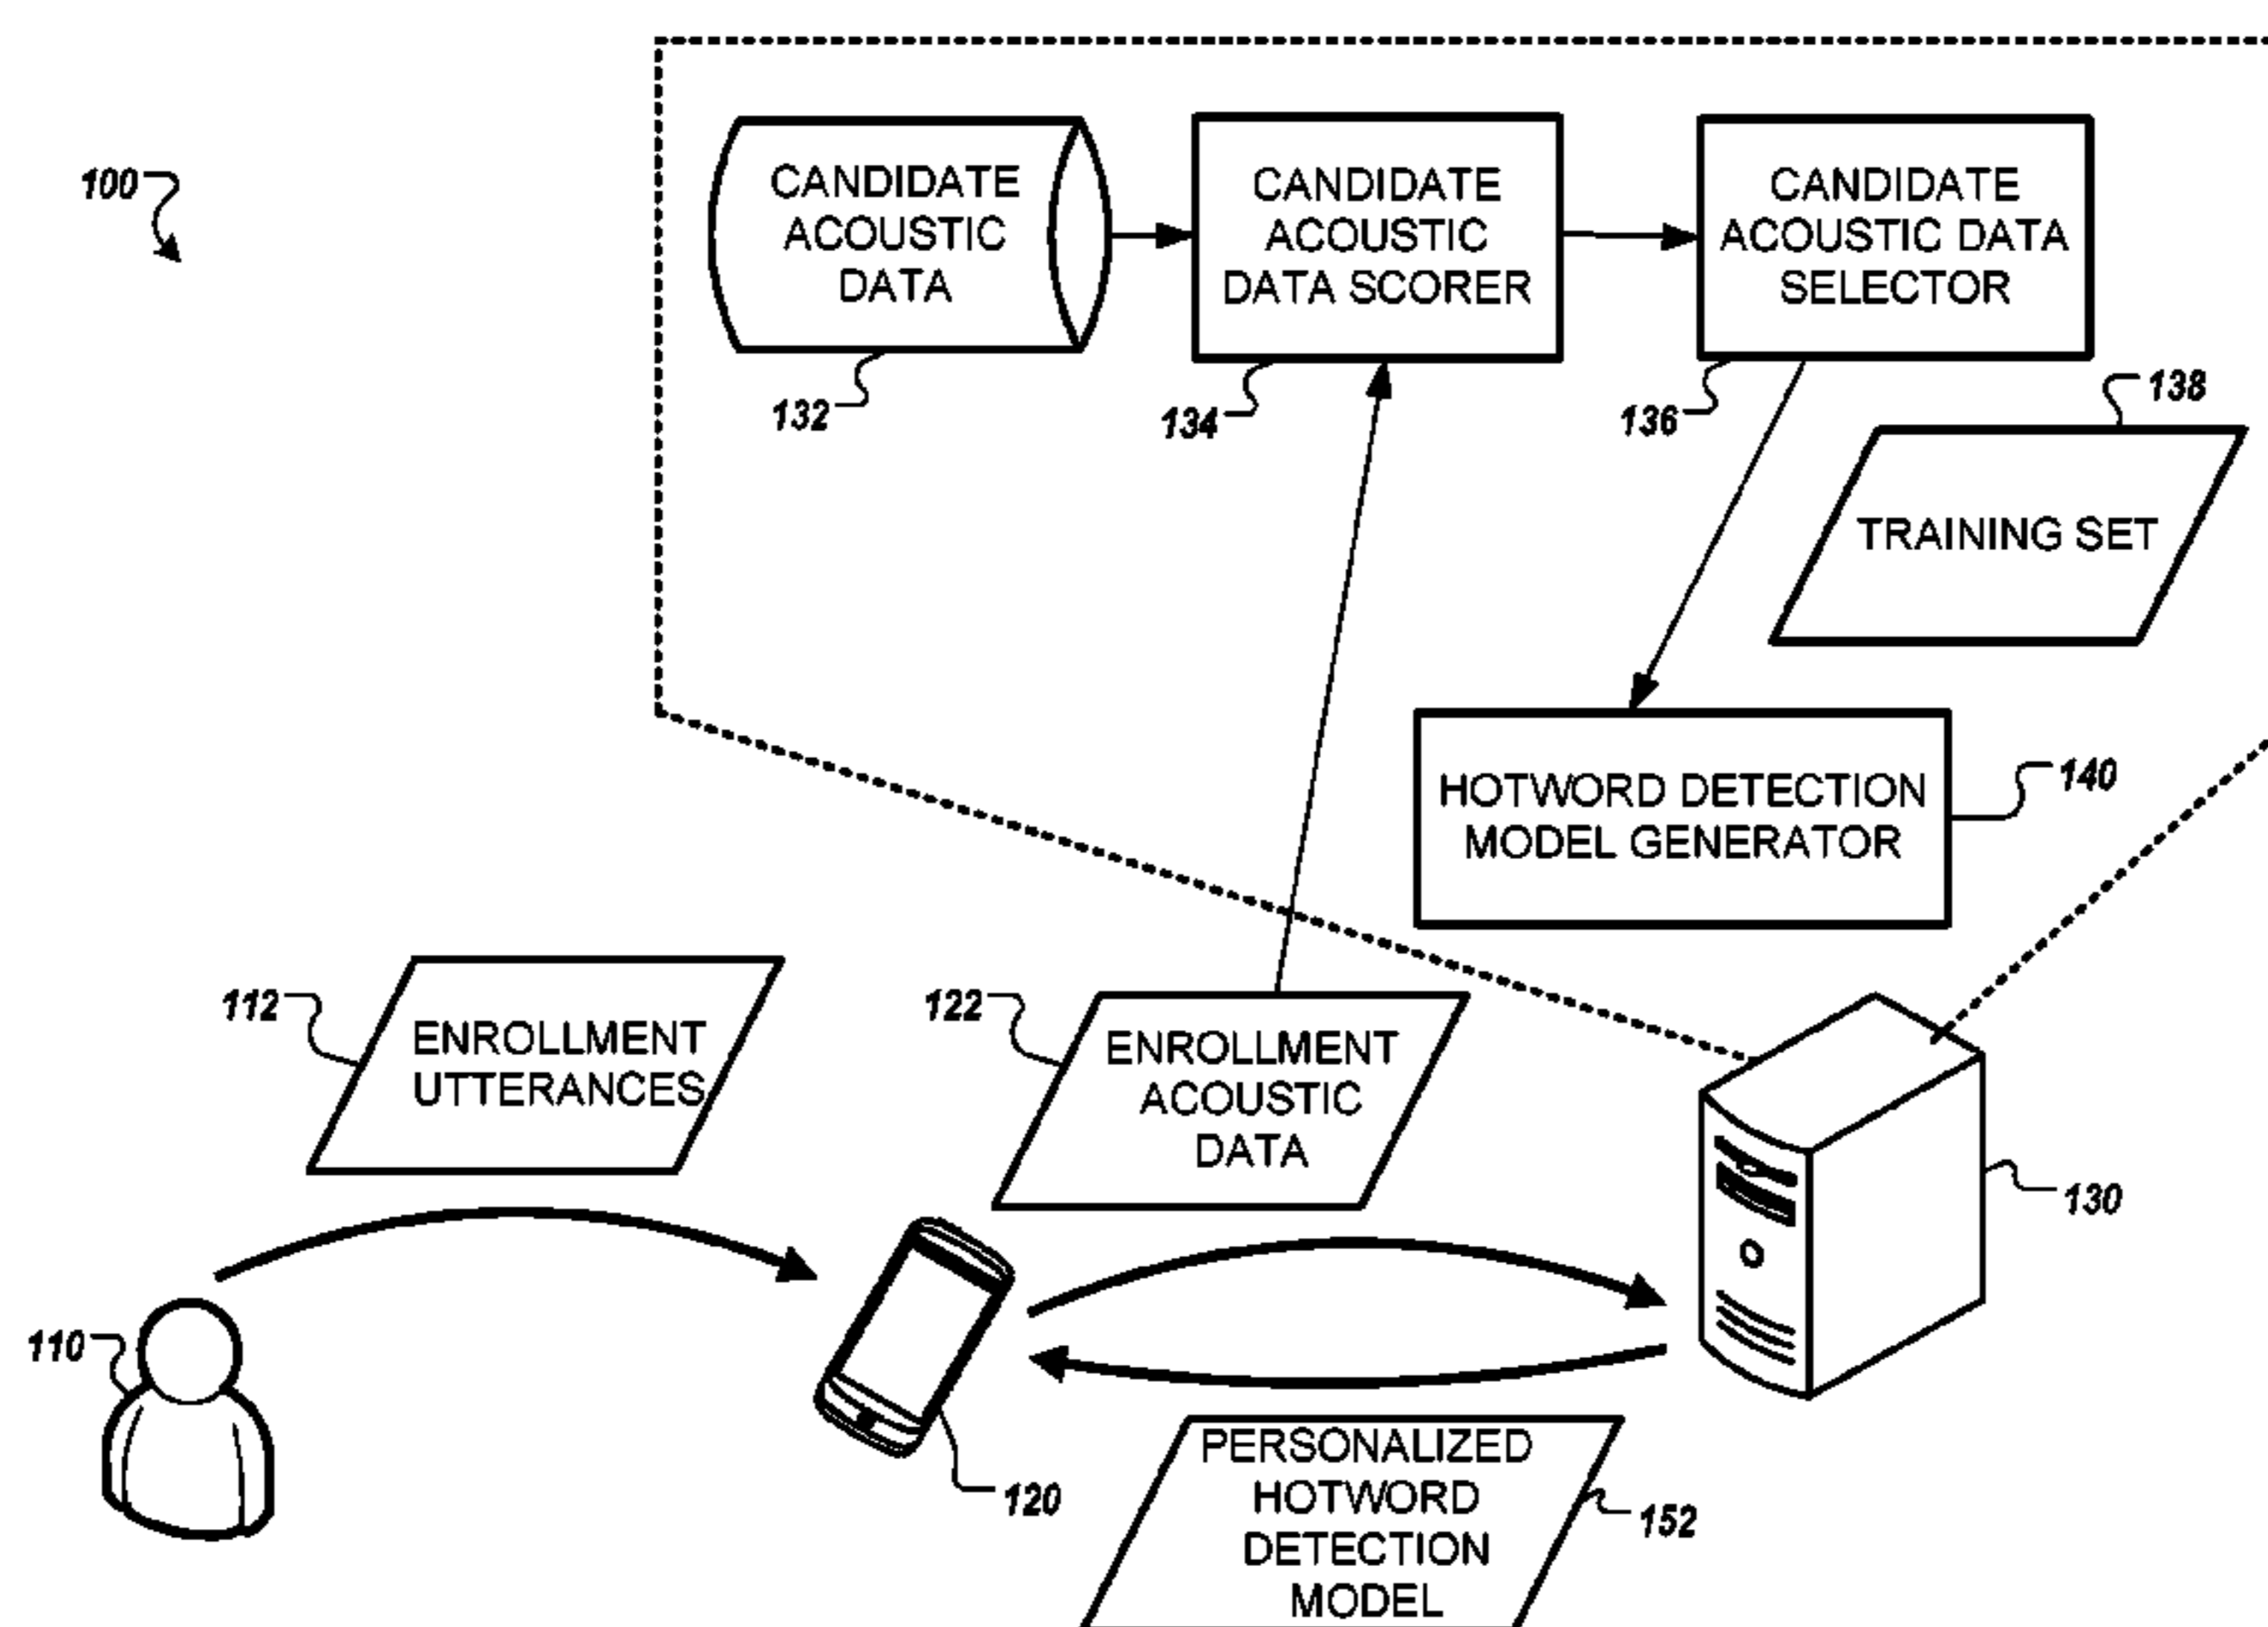 100
CANDIDATE
ACOUSTIC
DATA
132
CANDIDATE
ACOUSTIC
DATA SCORER
134
CANDIDATE
ACOUSTIC DATA
SELECTOR
136
138
TRAINING SET
HOTWORD DETECTION
MODEL GENERATOR
140
112
ENROLLMENT
UTTERANCES
122
ENROLLMENT
ACOUSTIC
DATA
130
110
120
PERSONALIZED
HOTWORD
DETECTION
MODEL
152